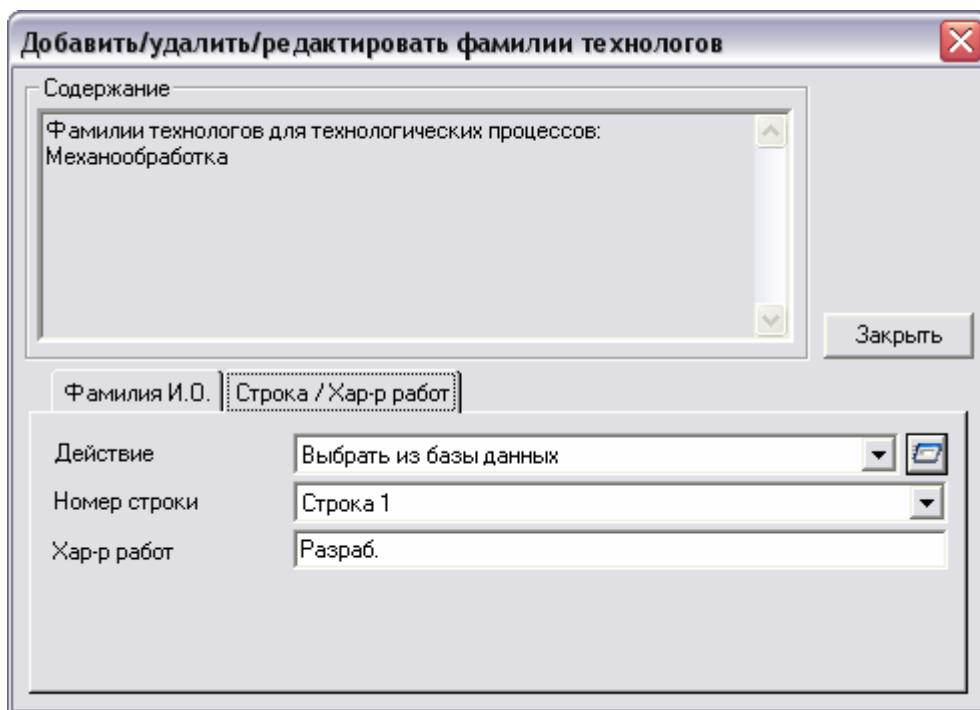 Добавить/удалить/редактировать фамилии технологов
Содержание
Фамилии технологов для технологических процессов:
Механообработка
Закрыть
Фамилия И.О.
Строка / Хар-р работ
Действие
Выбрать из базы данных
Номер строки
Строка 1
Хар-р работ
Разраб.